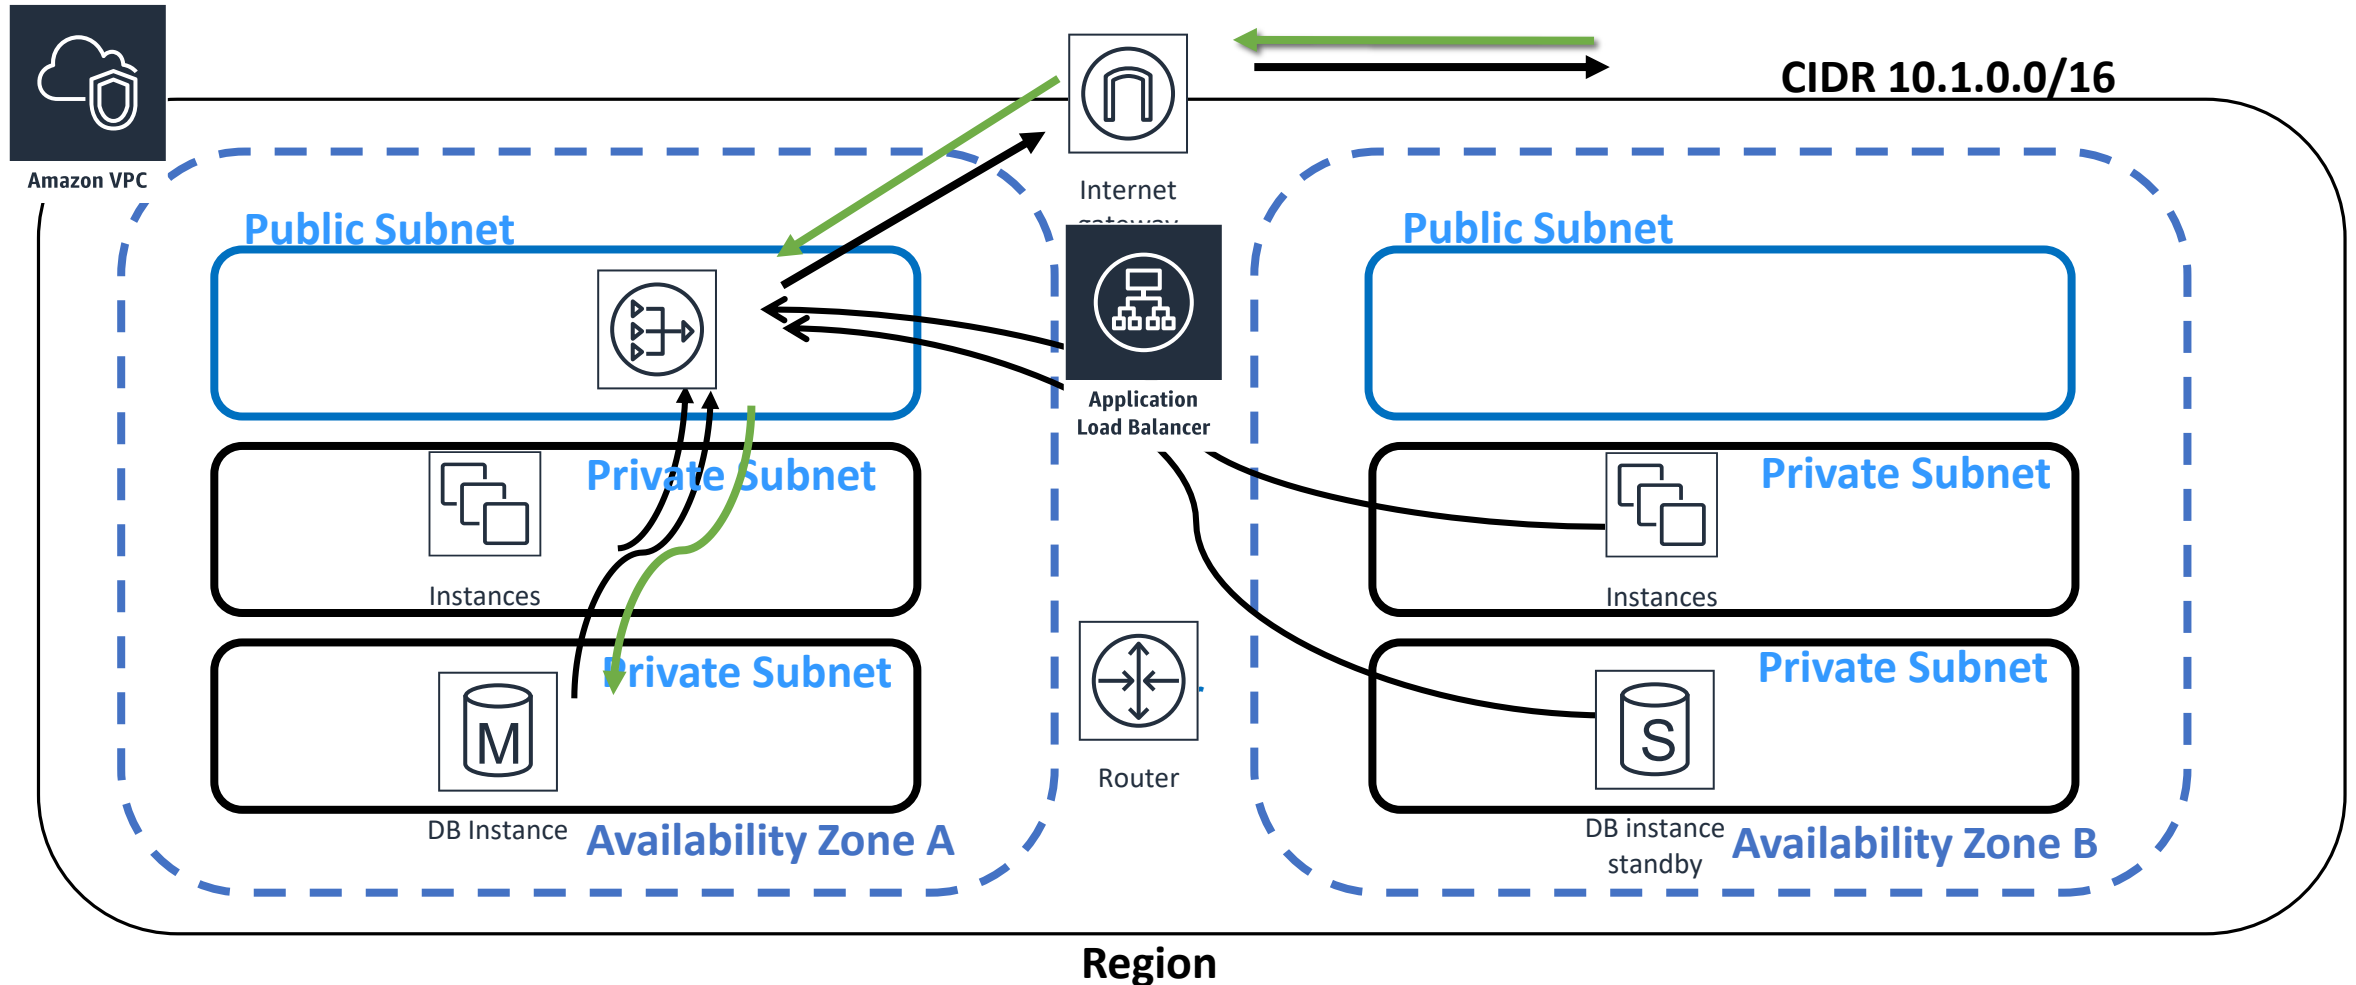 CIDR 10.1.0.0/16
Amazon VPC
Internet
gateway
Public Subnet
Public Subnet
Application
Load Balancer
Private Subnet
Private Subnet
Instances
Instances
Private Subnet
Private Subnet
M
S
Router
DB Instance
Availability Zone A
DB instance
standby
Availability Zone B
Region